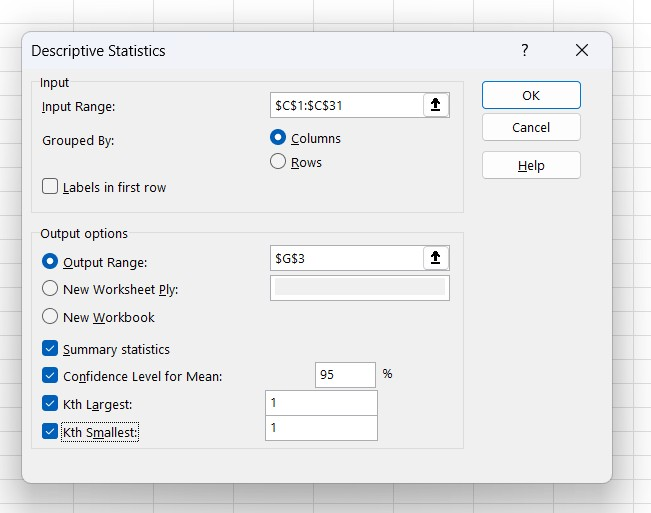 Descriptive Statistics ?
Input
Input Range: $C$1:$C$31
OK
Grouped By: Columns
Cancel
Rows
Help
Labels in first row
Output options
Output Range: $G$3
New Worksheet Ply:
New Workbook
Summary statistics
Confidence Level for Mean: 95 %
Kth Largest: 1
Kth Smallest: 1